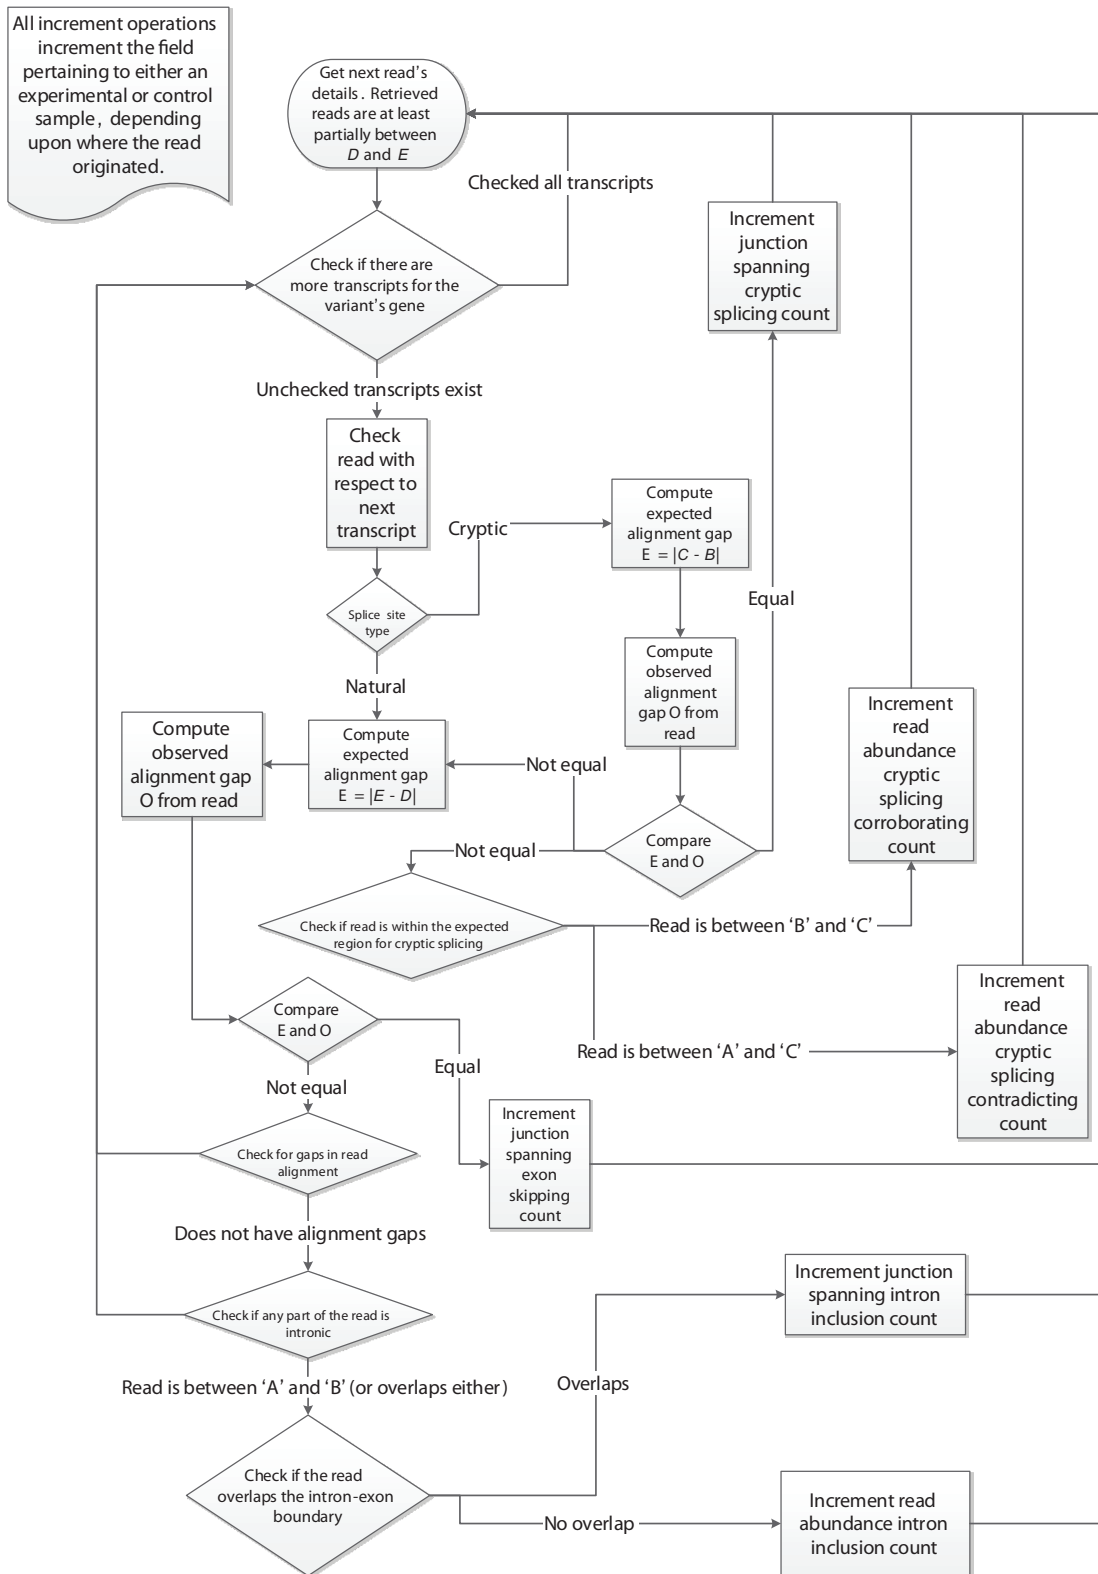 All increment operations
increment the field
pertaining to either an
experimental or control
sample, depending
upon where the read
originated.
Get next read's
details. Retrieved
reads are at least
partially between
D and E
Checked all transcripts
Check if there are
more transcripts for the
variant's gene
Increment
junction
spanning
cryptic
splicing count
Unchecked transcripts exist
Check
read with
respect to
next
transcript
Cryptic
Compute
expected
alignment gap
E = |C - B|
Splice site
type
Equal
Natural
Compute
observed
alignment
gap O from
read
Compute
observed
alignment gap
O from read
Compute
expected
alignment gap
E = |E - D|
Not equal
Increment
read
abundance
cryptic
splicing
corroborating
count
Not equal
Compare
E and O
Check if read is within the expected
region for cryptic splicing
Read is between 'B' and 'C'
Compare
E and O
Read is between 'A' and 'C'
Increment
read
abundance
cryptic
splicing
contradicting
count
Equal
Not equal
Increment
junction
spanning
exon
skipping
count
Check for gaps in read
alignment
Does not have alignment gaps
Increment junction
spanning intron
inclusion count
Check if any part of the read is
intronic
Read is between 'A' and 'B' (or overlaps either)
Overlaps
Check if the read
overlaps the intron-exon
boundary
No overlap
Increment read
abundance intron
inclusion count